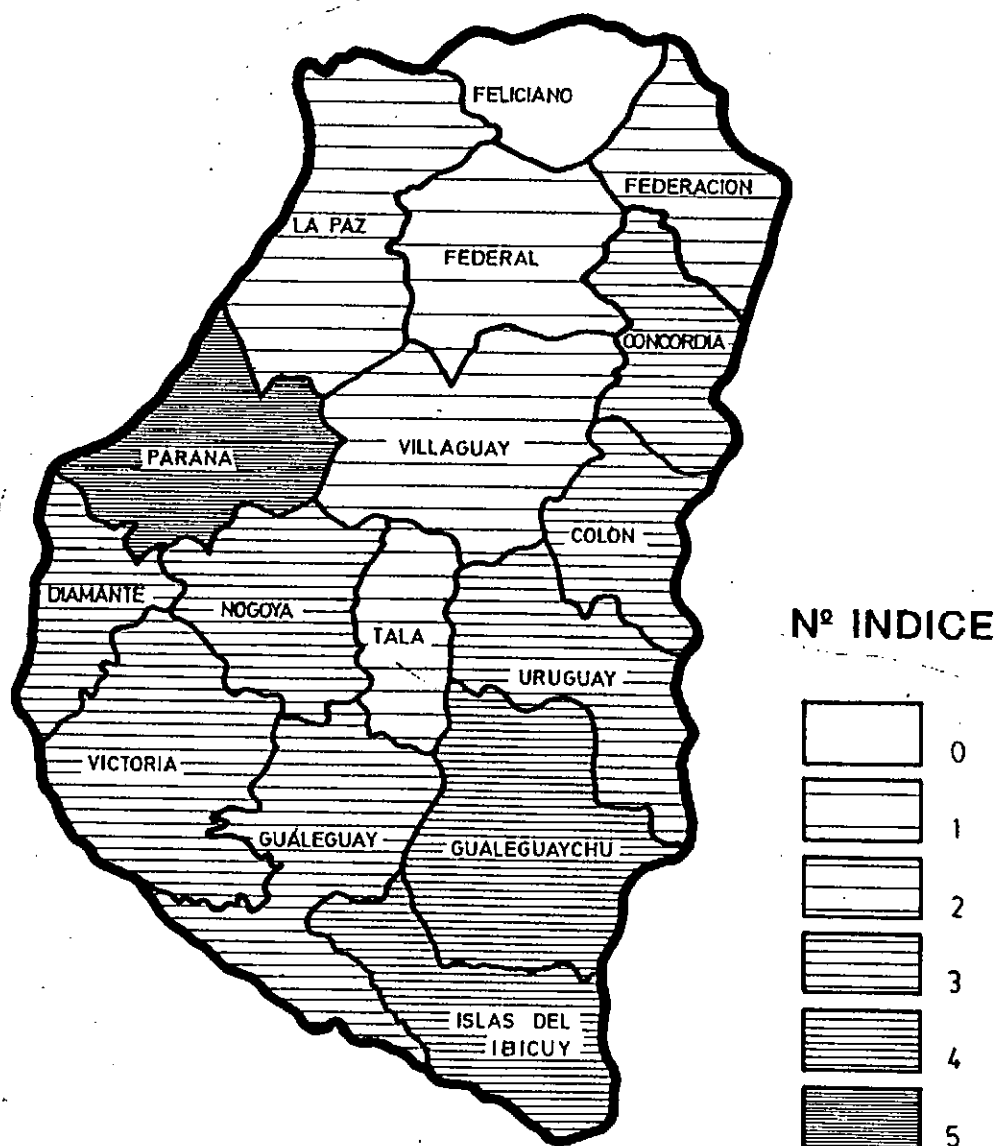 FELICIANO
FEDERACION
LA PAZ
FEDERAL
CONCORDIA
PARANA
VILLAGUAY
COLON
DIAMANTE
NOGOYA
TALA
URUGUAY
VICTORIA
GUALEGUAY
GUALEGUAYCHU
ISLAS DEL
IBICUY
Nº INDICE
0
1
2
3
4
5